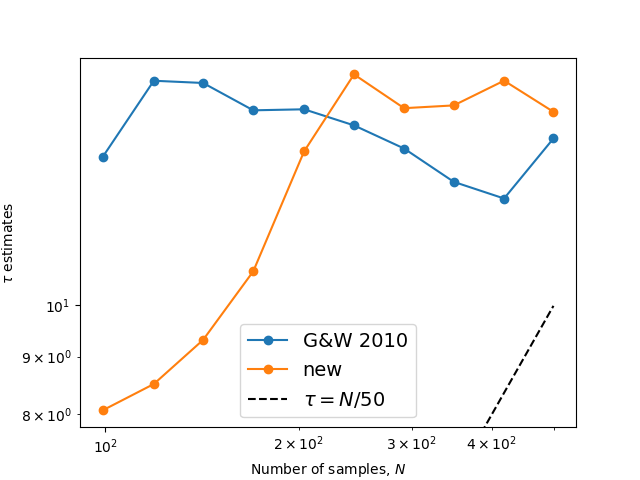 τ estimates
10¹
9 × 10⁰
8 × 10⁰
G&W 2010
new
τ = N/50
10²
2 × 10²
3 × 10²
4 × 10²
Number of samples, N